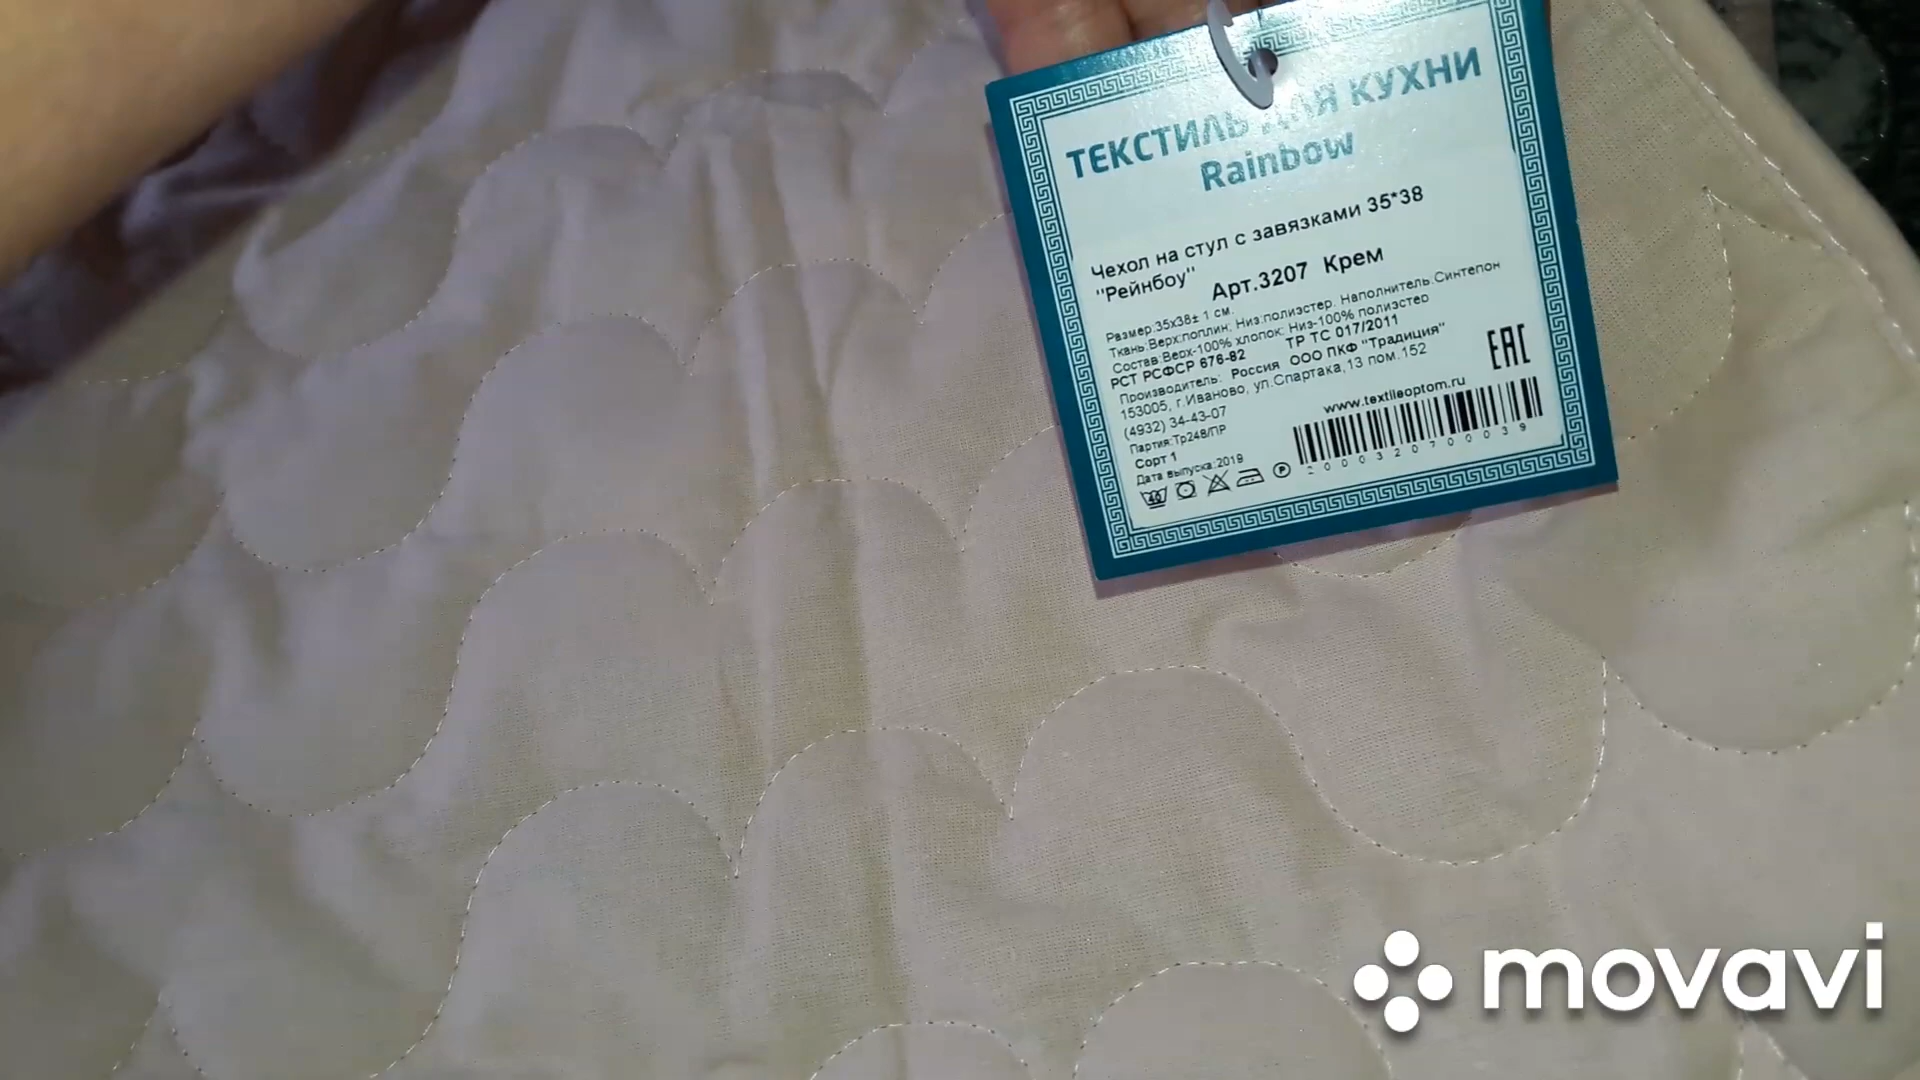 ТЕКСТИЛЬ ДЛЯ КУХНИ
Rainbow
Чехол на стул с завязками 35*38
"Рейнбоу"
Арт.3207 Крем
Размер:35х38± 1 см.
Ткань:Верх:поплин; Низ:полиэстер. Наполнитель:Синтепон
Состав:Верх-100% хлопок; Низ-100% полиэстер
РСТ РСФСР 676-82 ТР ТС 017/2011
Производитель: Россия ООО ПКФ "Традиция"
153005, г.Иваново, ул.Спартака,13 пом.152
(4932) 34-43-07
www.textileoptom.ru
Партия:Тр248/ПР
Сорт 1
Дата выпуска:2019
EAC
2000320700039
40
P
movavi